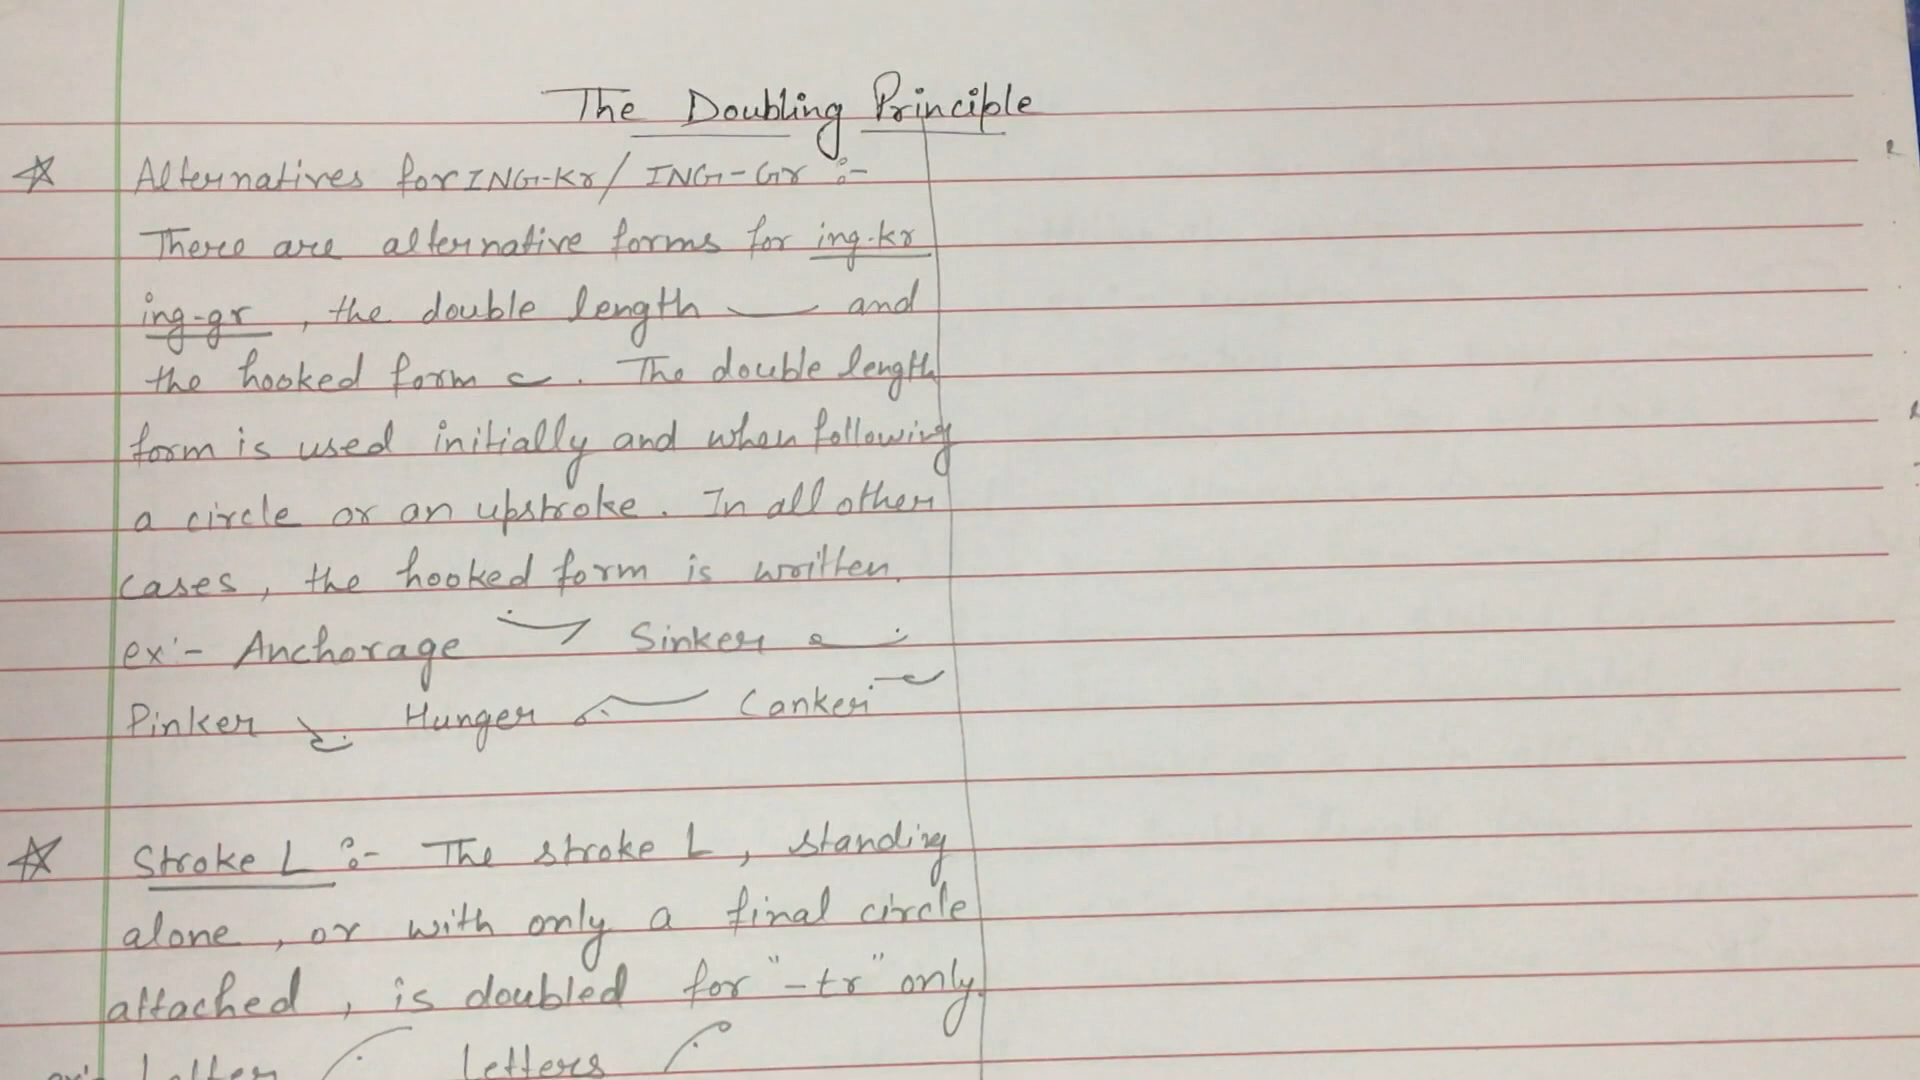 The Doubling Principle
Alternatives for ING-Kr/ ING-Gr :-
There are alternative forms for ing-kr
ing-gr, the double length and
the hooked form. The double length
form is used initially and when following
a circle or an upstroke. In all other
cases, the hooked form is written.
ex:- Anchorage Sinker
Pinker Hunger Canker
Stroke L :- The stroke L, standing
alone, or with only a final circle
attached, is doubled for "-tr" only.
ex:- Letter Letters